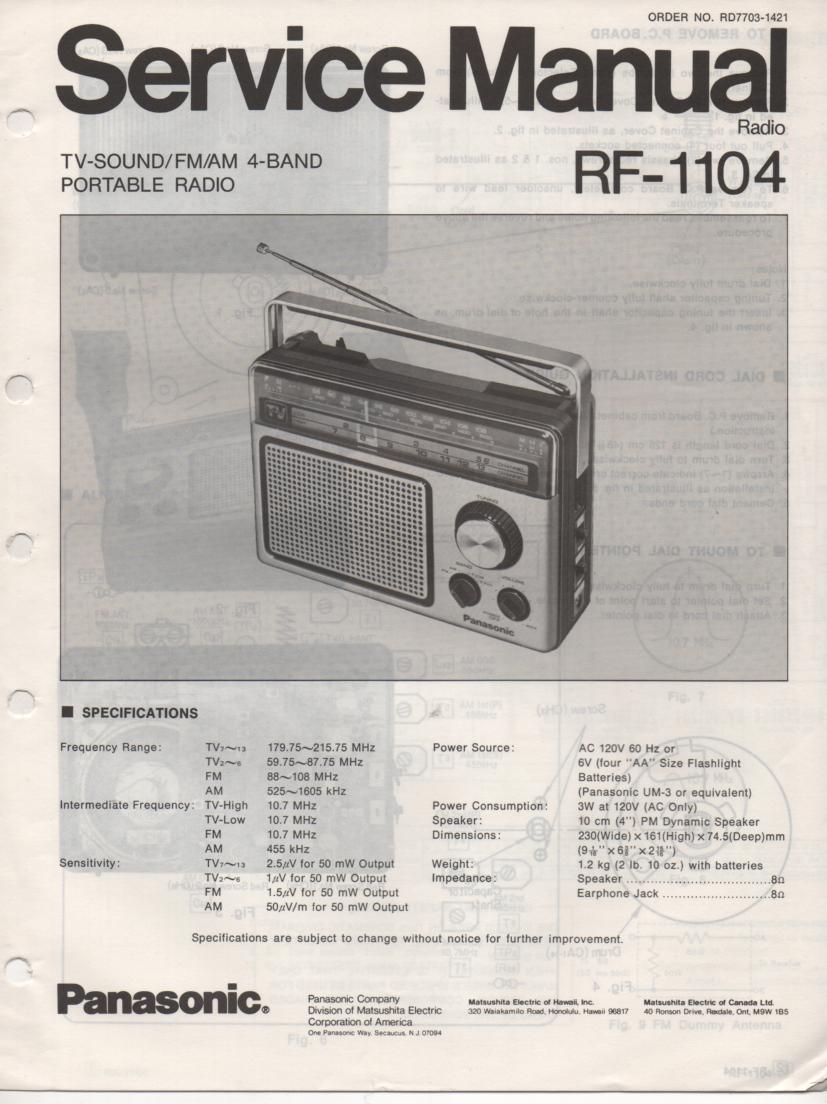 ORDER NO. RD7703-1421
Service Manual
Radio
TV-SOUND/FM/AM 4-BAND
PORTABLE RADIO
RF-1104
TV
TUNING
BAND
VOLUME
Panasonic
■ SPECIFICATIONS
Frequency Range: TV7~13 179.75~215.75 MHz
TV2~6 59.75~87.75 MHz
FM 88~108 MHz
AM 525~1605 kHz
Intermediate Frequency: TV-High 10.7 MHz
TV-Low 10.7 MHz
FM 10.7 MHz
AM 455 kHz
Sensitivity: TV7~13 2.5μV for 50 mW Output
TV2~6 1μV for 50 mW Output
FM 1.5μV for 50 mW Output
AM 50μV/m for 50 mW Output
Power Source: AC 120V 60 Hz or
6V (four "AA" Size Flashlight
Batteries)
(Panasonic UM-3 or equivalent)
Power Consumption: 3W at 120V (AC Only)
Speaker: 10 cm (4") PM Dynamic Speaker
Dimensions: 230(Wide)×161(High)×74.5(Deep)mm
Weight: 1.2 kg (2 lb. 10 oz.) with batteries
Impedance: Speaker ........................................8Ω
Earphone Jack ..............................8Ω
Specifications are subject to change without notice for further improvement.
Panasonic®
Panasonic Company
Division of Matsushita Electric
Corporation of America
One Panasonic Way, Secaucus, N.J. 07094
Matsushita Electric of Hawaii, Inc.
320 Waiakamilo Road, Honolulu, Hawaii 96817
Matsushita Electric of Canada Ltd.
40 Ronson Drive, Rexdale, Ont, M9W 1B5